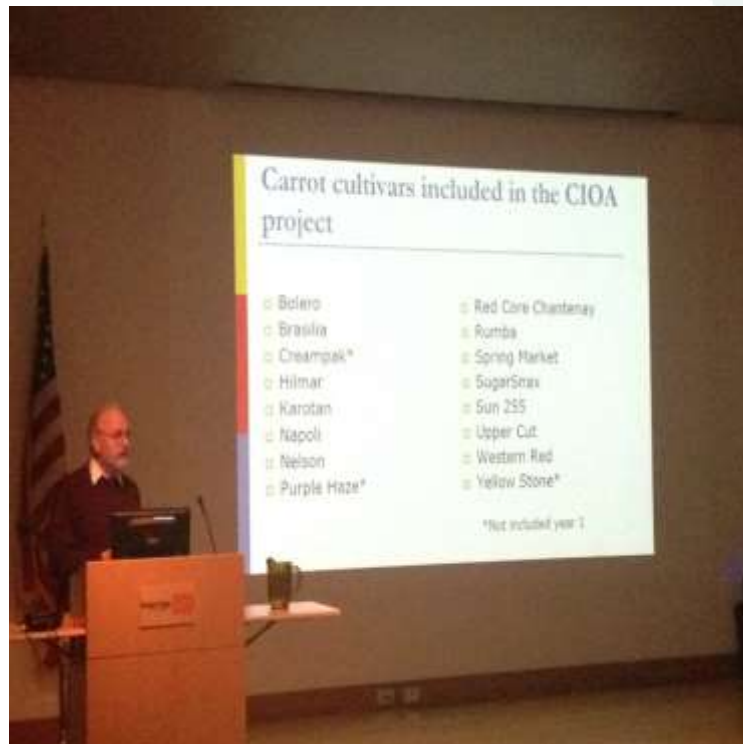 Carrot cultivars included in the CIOA
project
Bolero
Brasilia
Creampak*
Hilmar
Karotan
Napoli
Nelson
Purple Haze*
Red Core Chantenay
Rumba
Spring Market
SugarSnax
Sun 255
Upper Cut
Western Red
Yellow Stone*
*Not included year 1